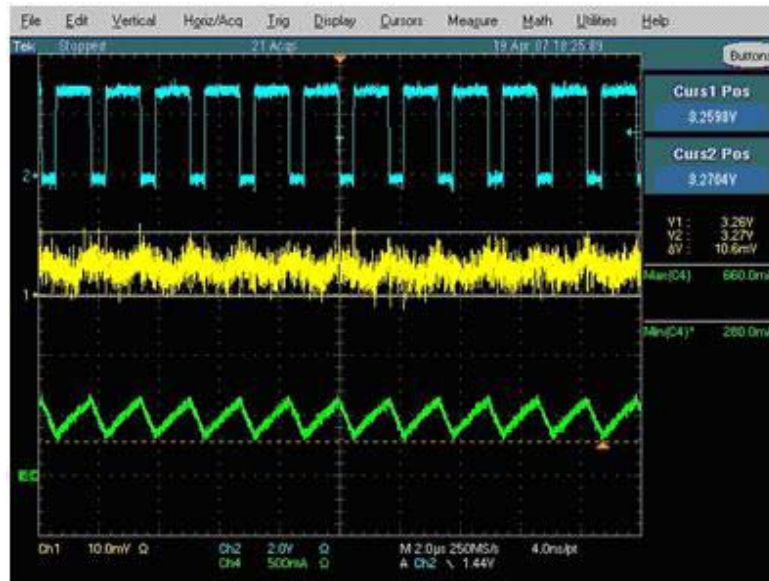 File Edit Vertical Horiz/Acq Trig Display Cursors Measure Math Utilities Help
Tek Stopped 21 Acqs 19 Apr 07 18:25:09
Buttons
Curs1 Pos
3.2598V
Curs2 Pos
3.2704V
V1: 3.26V
V2: 3.27V
ΔV: 10.6mV
Max(C4) 660.0m
Min(C4)* 280.0m
2
1
Ch1 10.0mV Ω Ch2 2.0V Ω M 2.0µs 250MS/s 4.0ns/pt
Ch4 500mA Ω A Ch2 \ 1.44V